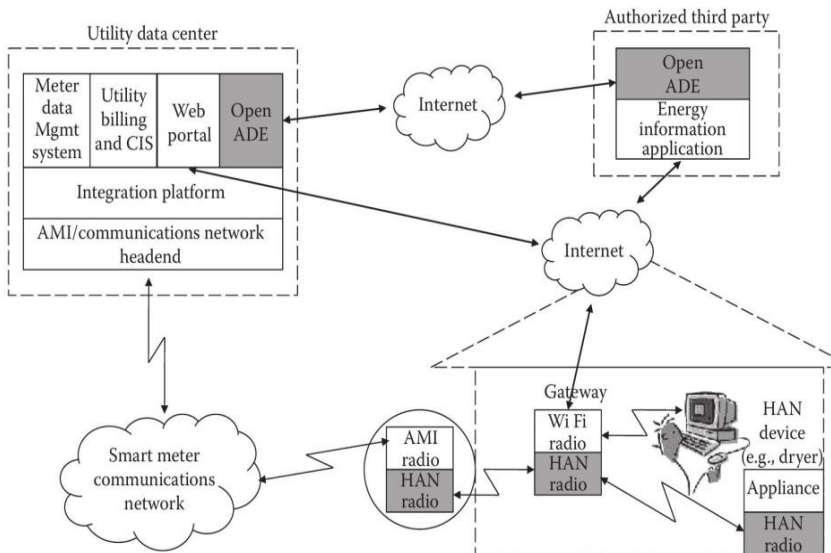 Utility data center
Meter
data
Mgmt
system
Utility
billing
and CIS
Web
portal
Open
ADE
Integration platform
AMI/communications network
headend
Internet
Authorized third party
Open
ADE
Energy
information
application
Internet
Smart meter
communications
network
AMI
radio
HAN
radio
Gateway
Wi Fi
radio
HAN
radio
HAN
device
(e.g., dryer)
Appliance
HAN
radio